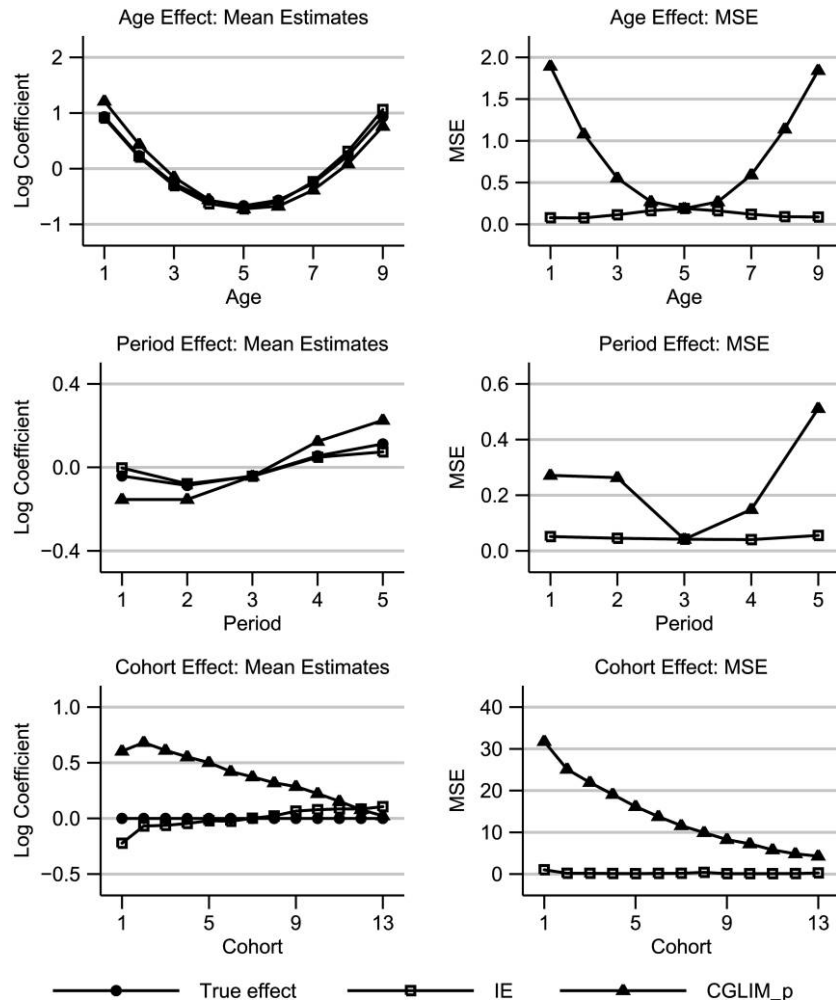 Age Effect: Mean Estimates
Log Coefficient
2
1
0
−1
1 3 5 7 9
Age
Age Effect: MSE
MSE
2.0
1.5
1.0
0.5
0.0
1 3 5 7 9
Age
Period Effect: Mean Estimates
Log Coefficient
0.4
0.0
−0.4
1 2 3 4 5
Period
Period Effect: MSE
MSE
0.6
0.4
0.2
0.0
1 2 3 4 5
Period
Cohort Effect: Mean Estimates
Log Coefficient
1.0
0.5
0.0
−0.5
1 5 9 13
Cohort
Cohort Effect: MSE
MSE
40
30
20
10
0
1 5 9 13
Cohort
True effect IE CGLIM_p